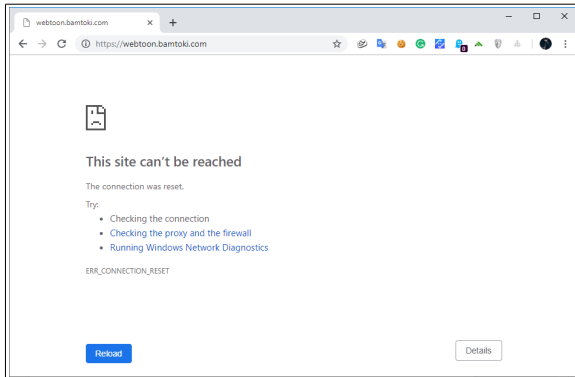 webtoon.bamtoki.com
https://webtoon.bamtoki.com
0
This site can't be reached
The connection was reset.
Try:
• Checking the connection
• Checking the proxy and the firewall
• Running Windows Network Diagnostics
ERR_CONNECTION_RESET
Reload
Details